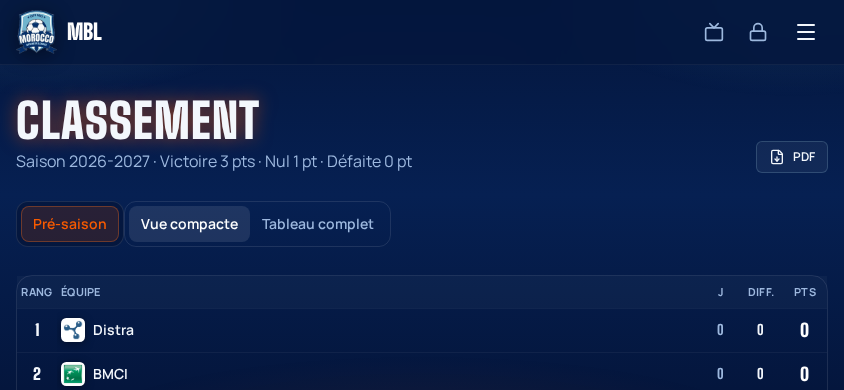 MOROCCO
MBL
CLASSEMENT
Saison 2026-2027 · Victoire 3 pts · Nul 1 pt · Défaite 0 pt
PDF
Pré-saison Vue compacte Tableau complet
RANG ÉQUIPE J DIFF. PTS
1 Distra 0 0 0
2 BMCI 0 0 0